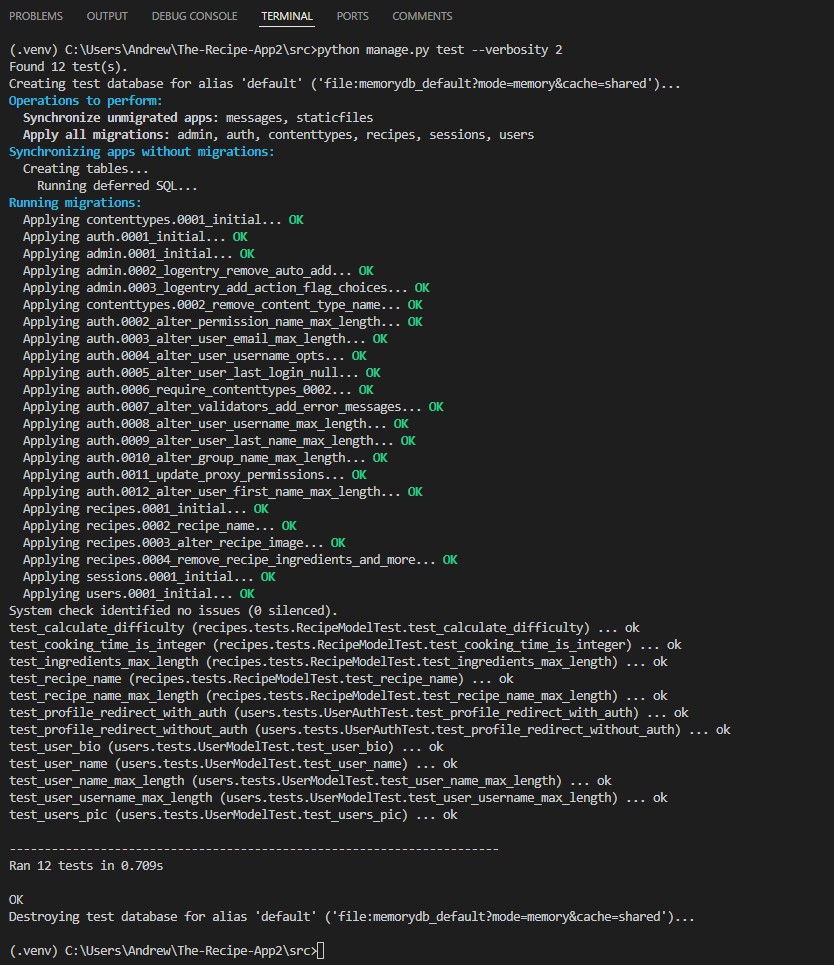 PROBLEMS OUTPUT DEBUG CONSOLE TERMINAL PORTS COMMENTS
(.venv) C:\Users\Andrew\The-Recipe-App2\src>python manage.py test --verbosity 2
Found 12 test(s).
Creating test database for alias 'default' ('file:memorydb_default?mode=memory&cache=shared')...
Operations to perform:
  Synchronize unmigrated apps: messages, staticfiles
  Apply all migrations: admin, auth, contenttypes, recipes, sessions, users
Synchronizing apps without migrations:
  Creating tables...
    Running deferred SQL...
Running migrations:
  Applying contenttypes.0001_initial... OK
  Applying auth.0001_initial... OK
  Applying admin.0001_initial... OK
  Applying admin.0002_logentry_remove_auto_add... OK
  Applying admin.0003_logentry_add_action_flag_choices... OK
  Applying contenttypes.0002_remove_content_type_name... OK
  Applying auth.0002_alter_permission_name_max_length... OK
  Applying auth.0003_alter_user_email_max_length... OK
  Applying auth.0004_alter_user_username_opts... OK
  Applying auth.0005_alter_user_last_login_null... OK
  Applying auth.0006_require_contenttypes_0002... OK
  Applying auth.0007_alter_validators_add_error_messages... OK
  Applying auth.0008_alter_user_username_max_length... OK
  Applying auth.0009_alter_user_last_name_max_length... OK
  Applying auth.0010_alter_group_name_max_length... OK
  Applying auth.0011_update_proxy_permissions... OK
  Applying auth.0012_alter_user_first_name_max_length... OK
  Applying recipes.0001_initial... OK
  Applying recipes.0002_recipe_name... OK
  Applying recipes.0003_alter_recipe_image... OK
  Applying recipes.0004_remove_recipe_ingredients_and_more... OK
  Applying sessions.0001_initial... OK
  Applying users.0001_initial... OK
System check identified no issues (0 silenced).
test_calculate_difficulty (recipes.tests.RecipeModelTest.test_calculate_difficulty) ... ok
test_cooking_time_is_integer (recipes.tests.RecipeModelTest.test_cooking_time_is_integer) ... ok
test_ingredients_max_length (recipes.tests.RecipeModelTest.test_ingredients_max_length) ... ok
test_recipe_name (recipes.tests.RecipeModelTest.test_recipe_name) ... ok
test_recipe_name_max_length (recipes.tests.RecipeModelTest.test_recipe_name_max_length) ... ok
test_profile_redirect_with_auth (users.tests.UserAuthTest.test_profile_redirect_with_auth) ... ok
test_profile_redirect_without_auth (users.tests.UserAuthTest.test_profile_redirect_without_auth) ... ok
test_user_bio (users.tests.UserModelTest.test_user_bio) ... ok
test_user_name (users.tests.UserModelTest.test_user_name) ... ok
test_user_name_max_length (users.tests.UserModelTest.test_user_name_max_length) ... ok
test_user_username_max_length (users.tests.UserModelTest.test_user_username_max_length) ... ok
test_users_pic (users.tests.UserModelTest.test_users_pic) ... ok
----------------------------------------------------------------------
Ran 12 tests in 0.709s
OK
Destroying test database for alias 'default' ('file:memorydb_default?mode=memory&cache=shared')...
(.venv) C:\Users\Andrew\The-Recipe-App2\src>